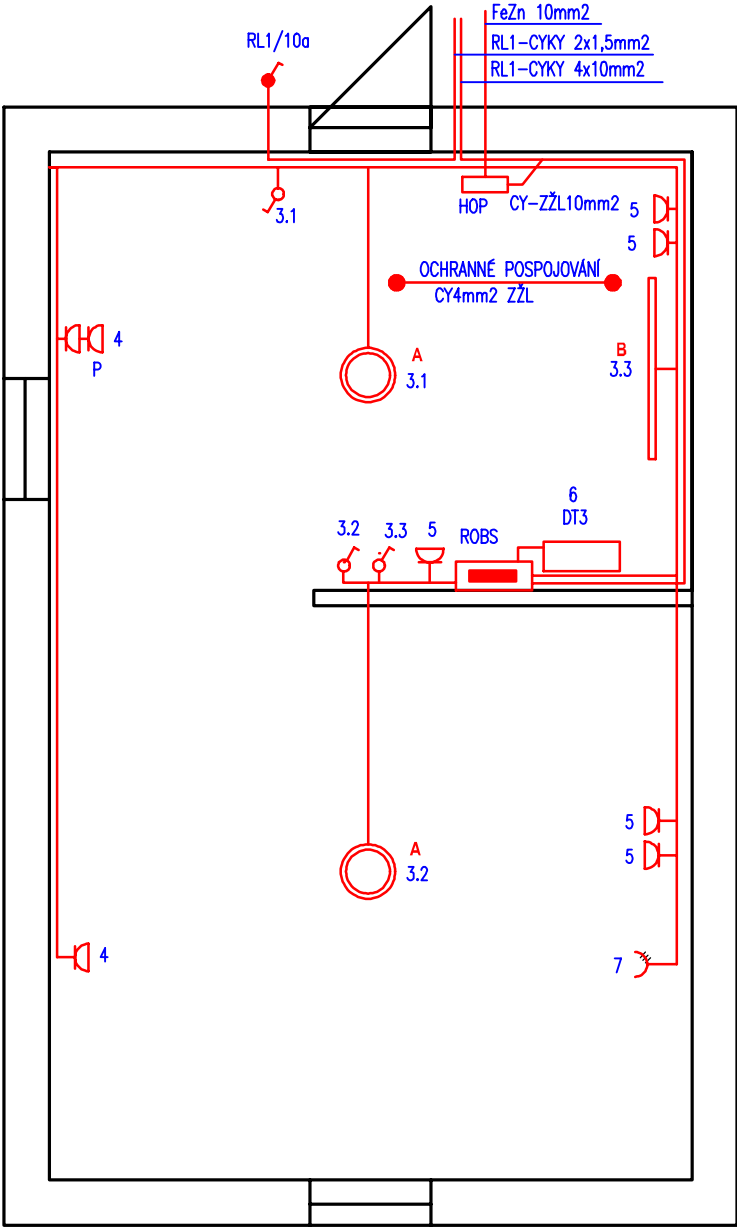 FeZn 10mm2
RL1/10a
RL1-CYKY 2x1,5mm2
RL1-CYKY 4x10mm2
3.1
HOP
CY-ZŽL10mm2
5
5
OCHRANNÉ POSPOJOVÁNÍ
CY4mm2 ZŽL
4
P
A
3.1
B
3.3
6
DT3
3.2
3.3
5
ROBS
5
5
A
3.2
4
7